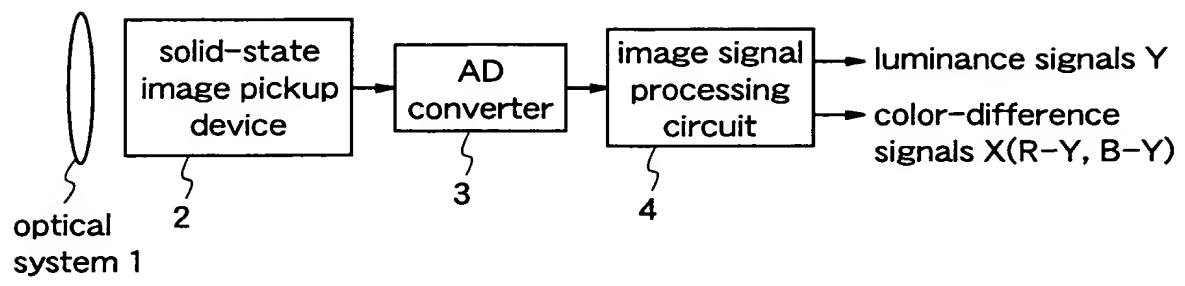 solid-state
image pickup
device
AD
converter
image signal
processing
circuit
luminance signals Y
color-difference
signals X(R-Y, B-Y)
2
3
4
optical
system 1